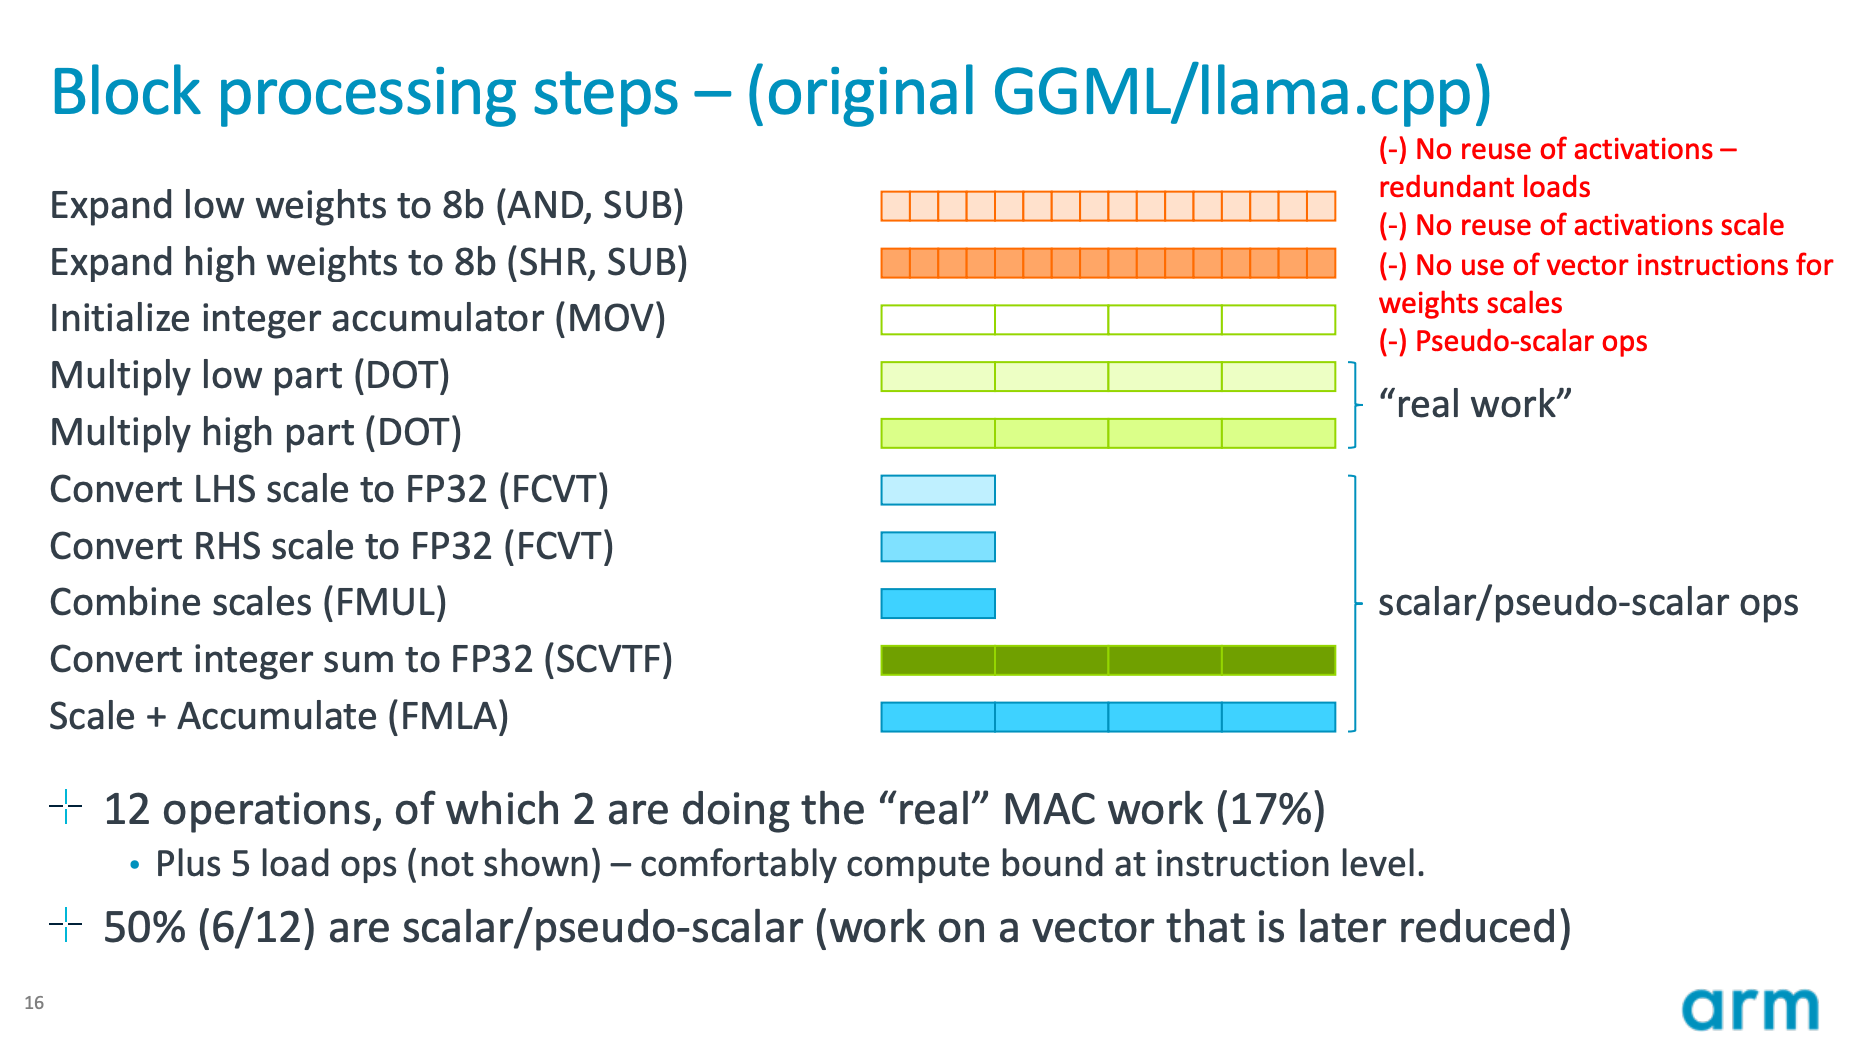 Block processing steps – (original GGML/llama.cpp)
(-) No reuse of activations –
redundant loads
(-) No reuse of activations scale
(-) No use of vector instructions for
weights scales
(-) Pseudo-scalar ops
Expand low weights to 8b (AND, SUB)
Expand high weights to 8b (SHR, SUB)
Initialize integer accumulator (MOV)
Multiply low part (DOT)
Multiply high part (DOT)
“real work”
Convert LHS scale to FP32 (FCVT)
Convert RHS scale to FP32 (FCVT)
Combine scales (FMUL)
Convert integer sum to FP32 (SCVTF)
Scale + Accumulate (FMLA)
scalar/pseudo-scalar ops
12 operations, of which 2 are doing the “real” MAC work (17%)
• Plus 5 load ops (not shown) – comfortably compute bound at instruction level.
50% (6/12) are scalar/pseudo-scalar (work on a vector that is later reduced)
16
arm